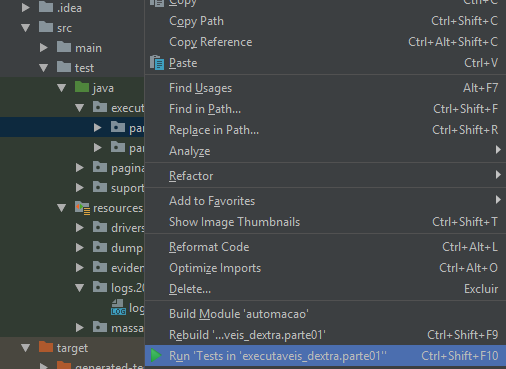 .idea
src
main
test
java
execut
par
par
pagina
suport
resources
drivers
dump
eviden
logs.20
log
massa
target
generated-te
Copy Ctrl+C
Copy Path Ctrl+Shift+C
Copy Reference Ctrl+Alt+Shift+C
Paste Ctrl+V
Find Usages Alt+F7
Find in Path... Ctrl+Shift+F
Replace in Path... Ctrl+Shift+R
Analyze
Refactor
Add to Favorites
Show Image Thumbnails Ctrl+Shift+T
Reformat Code Ctrl+Alt+L
Optimize Imports Ctrl+Alt+O
Delete... Excluir
Build Module 'automacao'
Rebuild '...veis_dextra.parte01' Ctrl+Shift+F9
Run 'Tests in 'executaveis_dextra.parte01'' Ctrl+Shift+F10